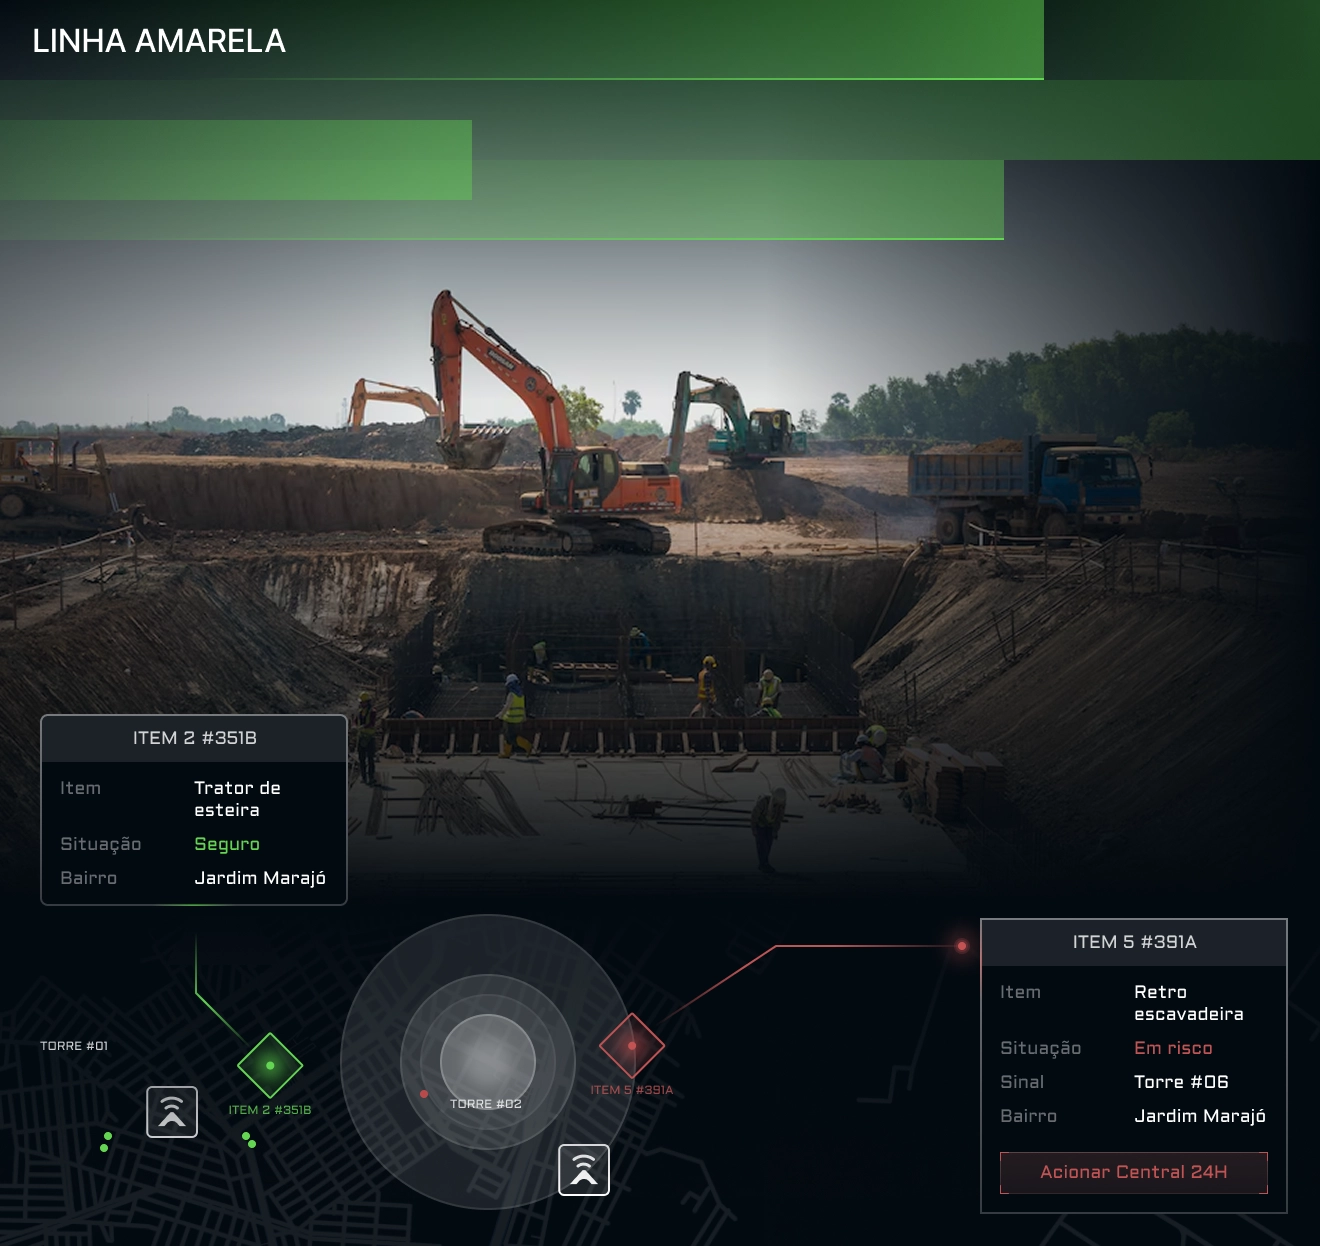 LINHA AMARELA
ITEM 2 #351B
Item Trator de
esteira
Situação Seguro
Bairro Jardim Marajó
ITEM 5 #391A
Item Retro
escavadeira
Situação Em risco
Sinal Torre #06
Bairro Jardim Marajó
Acionar Central 24H
TORRE #01
ITEM 2 #351B
TORRE #02
ITEM 5 #391A